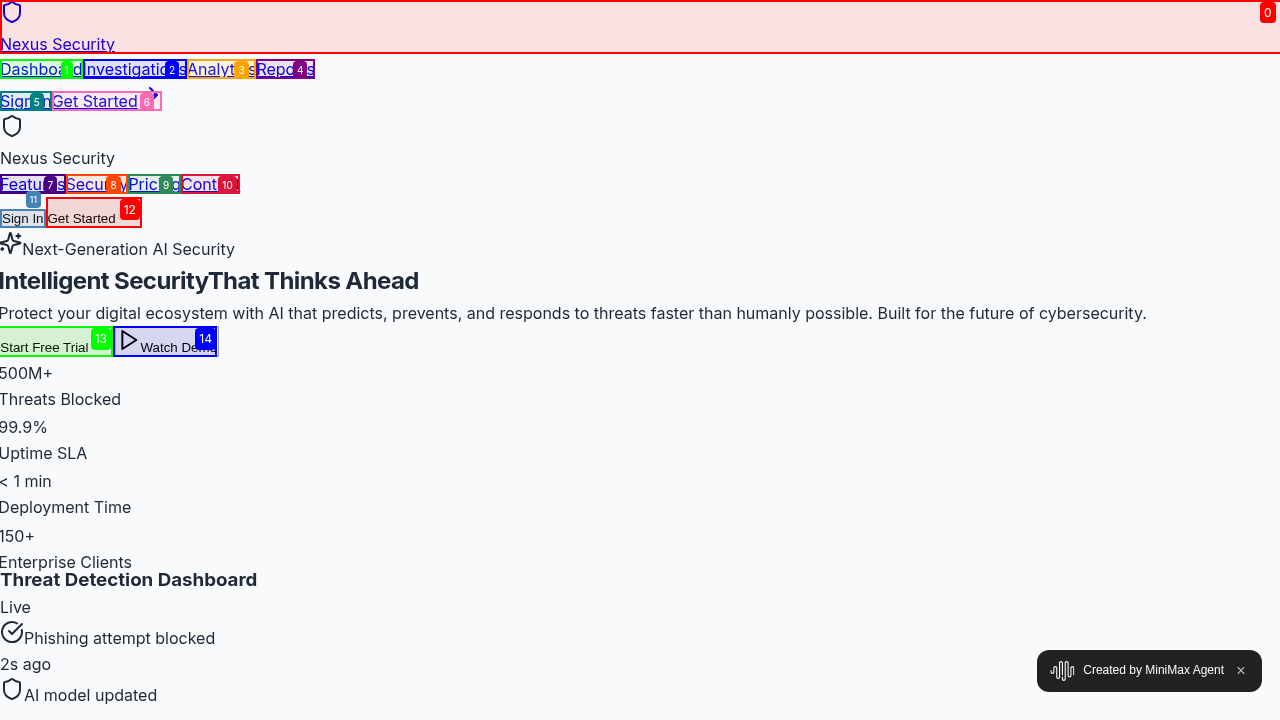 0
Nexus Security
Dashboard 1 Investigations 2 Analytics 3 Reports 4
Sign In 5 Get Started 6
Nexus Security
Features 7 Security 8 Pricing 9 Contact 10
11
Sign In Get Started 12
Next-Generation AI Security
Intelligent SecurityThat Thinks Ahead
Protect your digital ecosystem with AI that predicts, prevents, and responds to threats faster than humanly possible. Built for the future of cybersecurity.
Start Free Trial 13 Watch Demo 14
500M+
Threats Blocked
99.9%
Uptime SLA
< 1 min
Deployment Time
150+
Enterprise Clients
Threat Detection Dashboard
Live
Phishing attempt blocked
2s ago
AI model updated
Created by MiniMax Agent ×